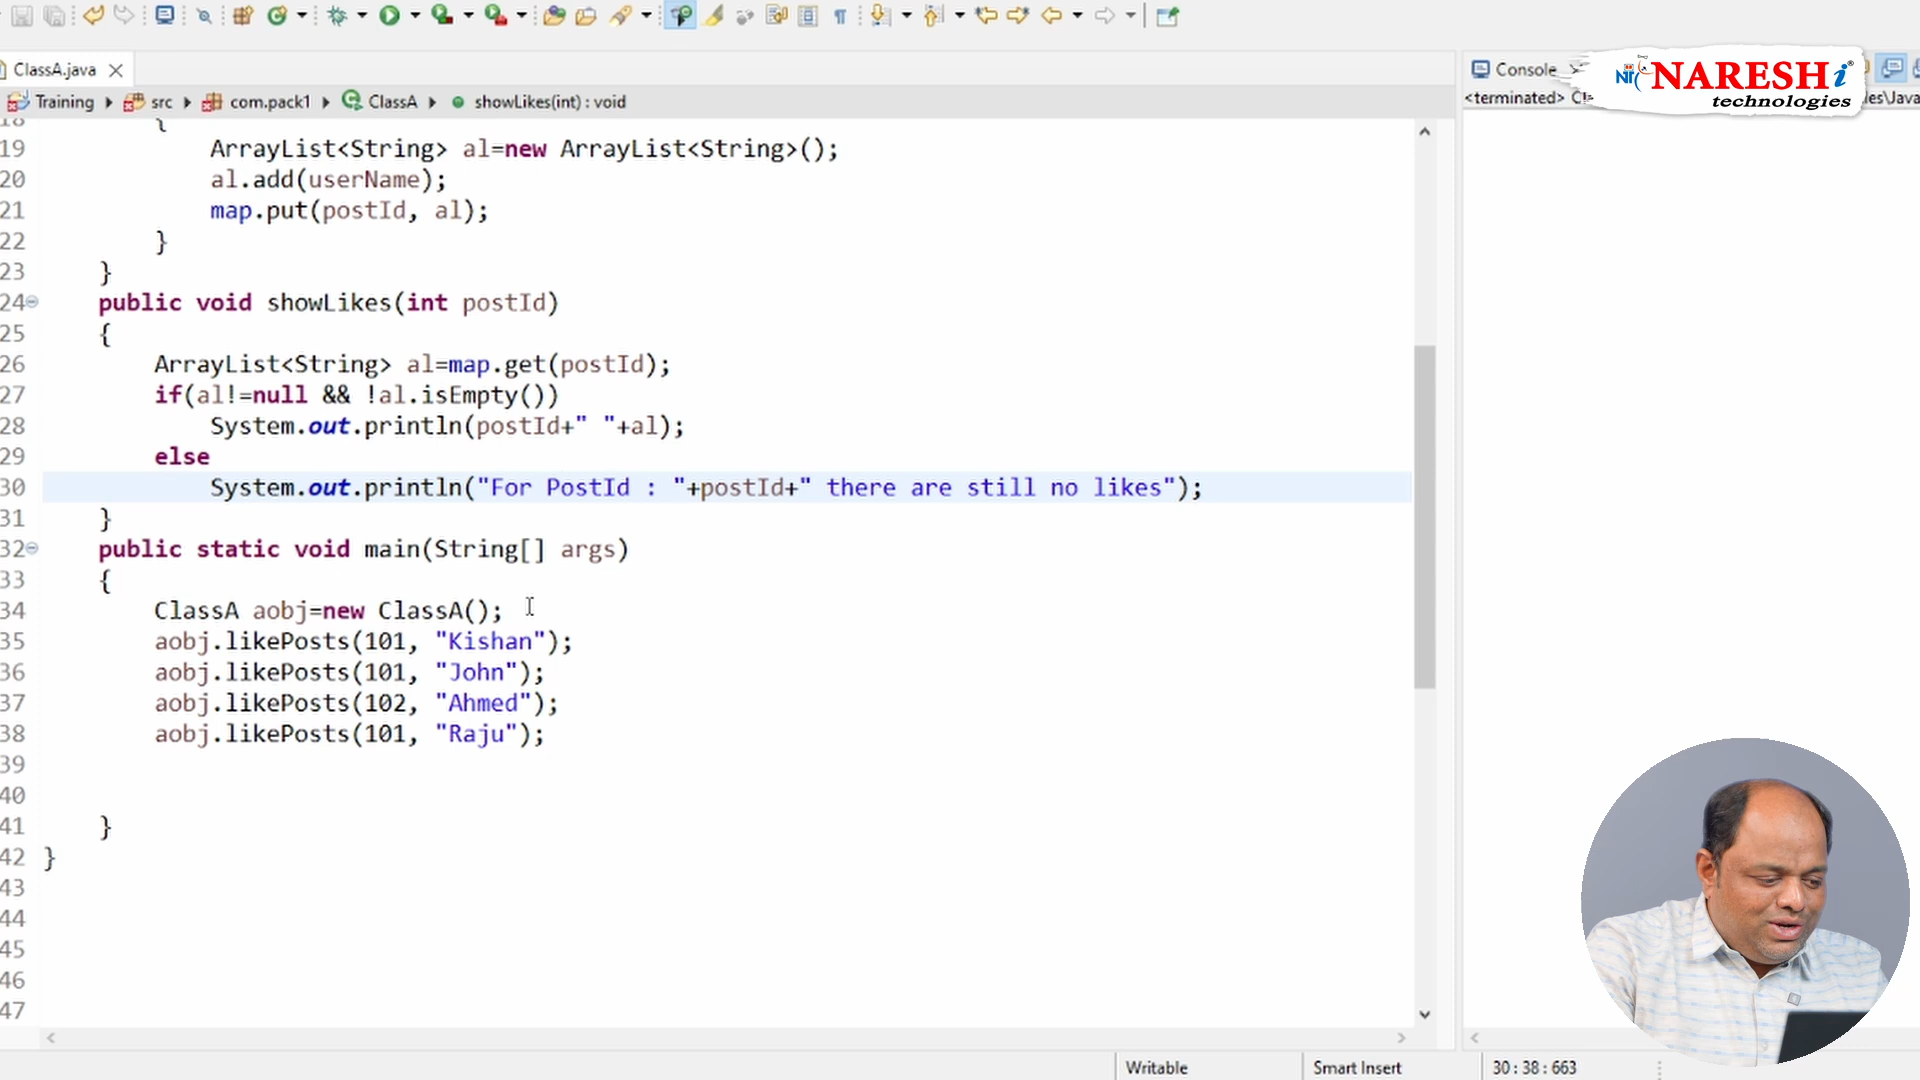 ClassA.java
Training src com.pack1 ClassA showLikes(int) : void
18 {
19 ArrayList<String> al=new ArrayList<String>();
20 al.add(userName);
21 map.put(postId, al);
22 }
23 }
24 public void showLikes(int postId)
25 {
26 ArrayList<String> al=map.get(postId);
27 if(al!=null && !al.isEmpty())
28 System.out.println(postId+" "+al);
29 else
30 System.out.println("For PostId : "+postId+" there are still no likes");
31 }
32 public static void main(String[] args)
33 {
34 ClassA aobj=new ClassA();
35 aobj.likePosts(101, "Kishan");
36 aobj.likePosts(101, "John");
37 aobj.likePosts(102, "Ahmed");
38 aobj.likePosts(101, "Raju");
39
40
41 }
42 }
43
44
45
46
47
Console
<terminated>
NARESH i
technologies
Writable
Smart Insert
30 : 38 : 663